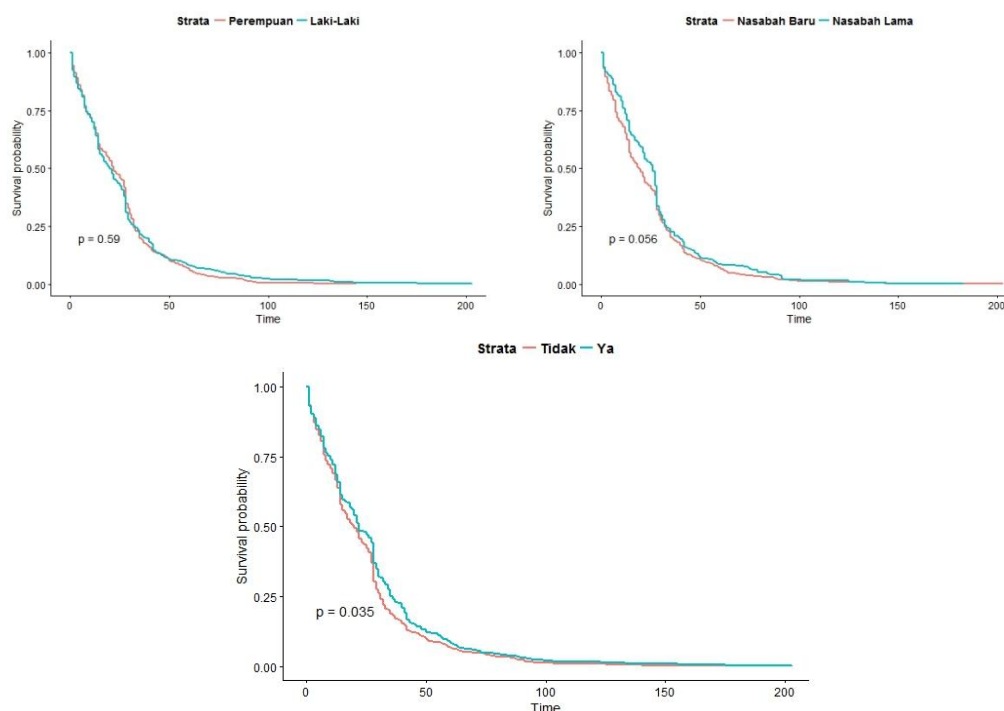 Strata Perempuan Laki-Laki
Survival probability
1.00
0.75
0.50
0.25
0.00
p = 0.59
0 50 100 150 200
Time
Strata Nasabah Baru Nasabah Lama
Survival probability
1.00
0.75
0.50
0.25
0.00
p = 0.056
0 50 100 150 200
Time
Strata Tidak Ya
Survival probability
1.00
0.75
0.50
0.25
0.00
p = 0.035
0 50 100 150 200
Time